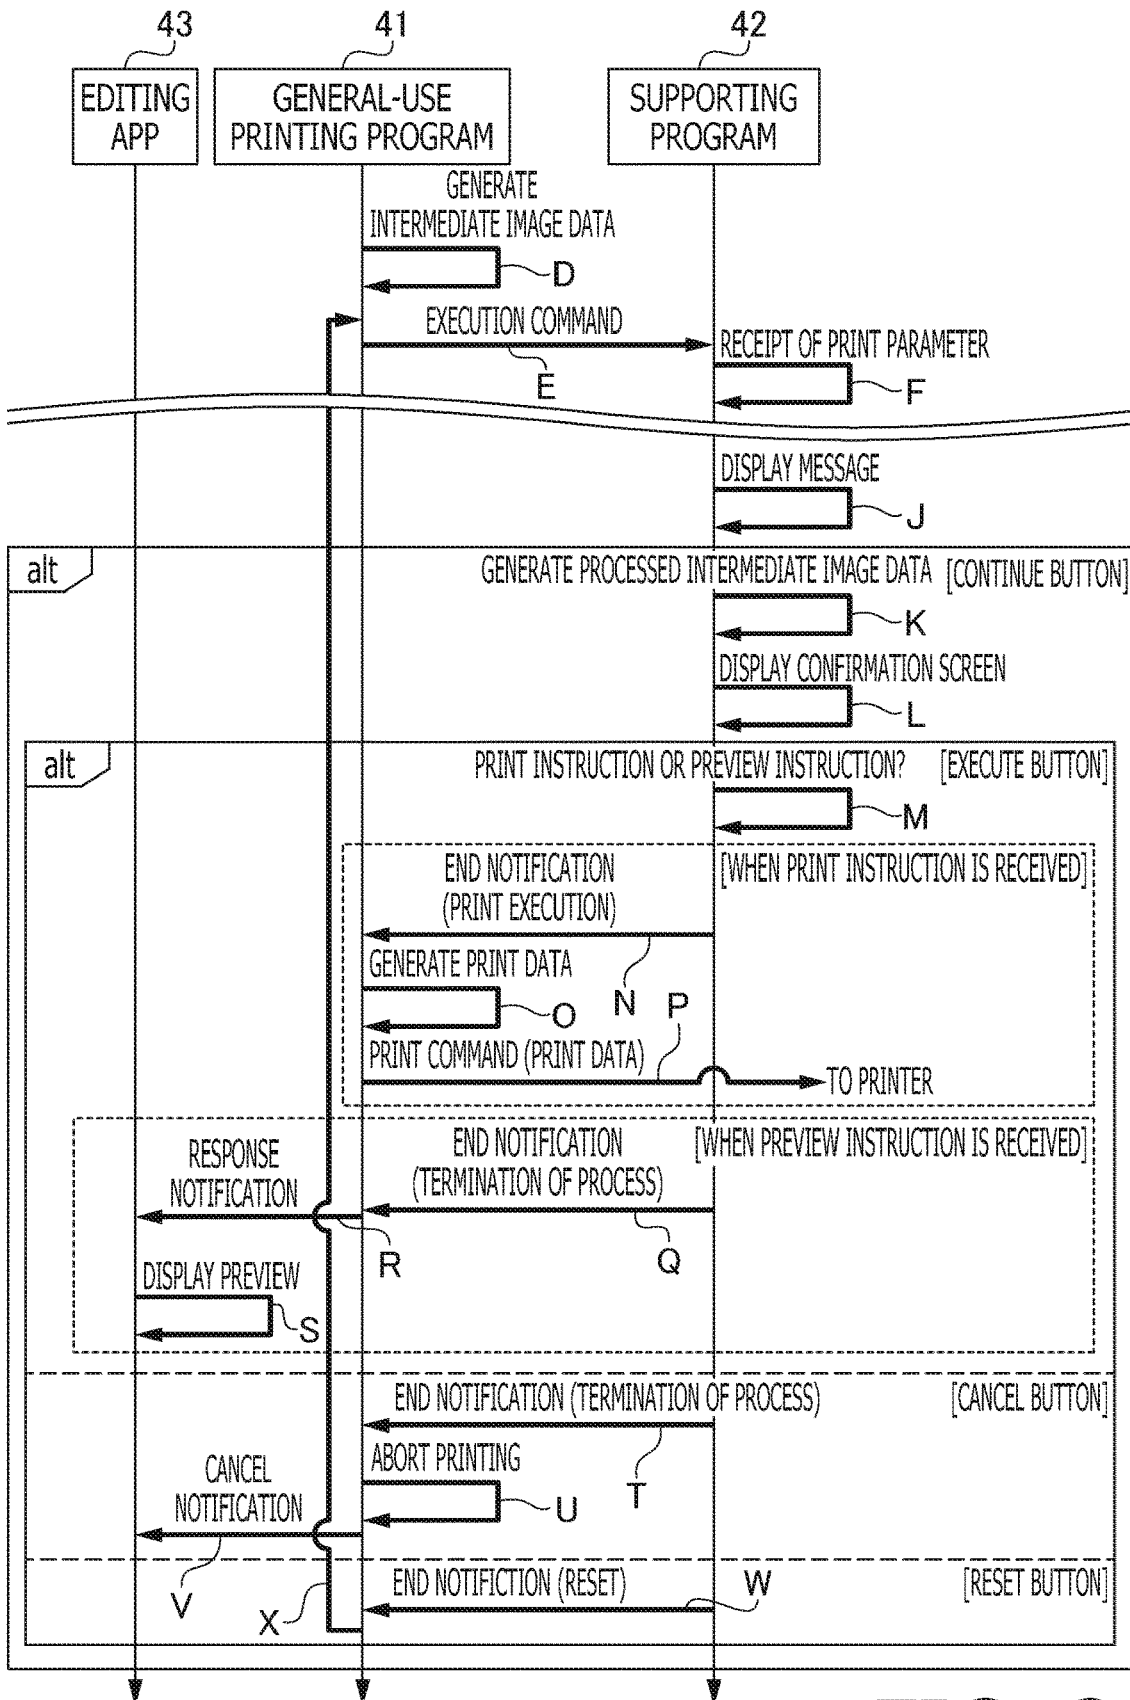 43
41
42
EDITING
APP
GENERAL-USE
PRINTING PROGRAM
SUPPORTING
PROGRAM
GENERATE
INTERMEDIATE IMAGE DATA
D
EXECUTION COMMAND
E
RECEIPT OF PRINT PARAMETER
F
DISPLAY MESSAGE
J
alt
GENERATE PROCESSED INTERMEDIATE IMAGE DATA [CONTINUE BUTTON]
K
DISPLAY CONFIRMATION SCREEN
L
alt
PRINT INSTRUCTION OR PREVIEW INSTRUCTION? [EXECUTE BUTTON]
M
[WHEN PRINT INSTRUCTION IS RECEIVED]
END NOTIFICATION
(PRINT EXECUTION)
N
GENERATE PRINT DATA
O
P
PRINT COMMAND (PRINT DATA)
TO PRINTER
[WHEN PREVIEW INSTRUCTION IS RECEIVED]
END NOTIFICATION
(TERMINATION OF PROCESS)
Q
RESPONSE
NOTIFICATION
R
DISPLAY PREVIEW
S
END NOTIFICATION (TERMINATION OF PROCESS) [CANCEL BUTTON]
T
ABORT PRINTING
U
CANCEL
NOTIFICATION
V
END NOTIFICTION (RESET)
W
[RESET BUTTON]
X